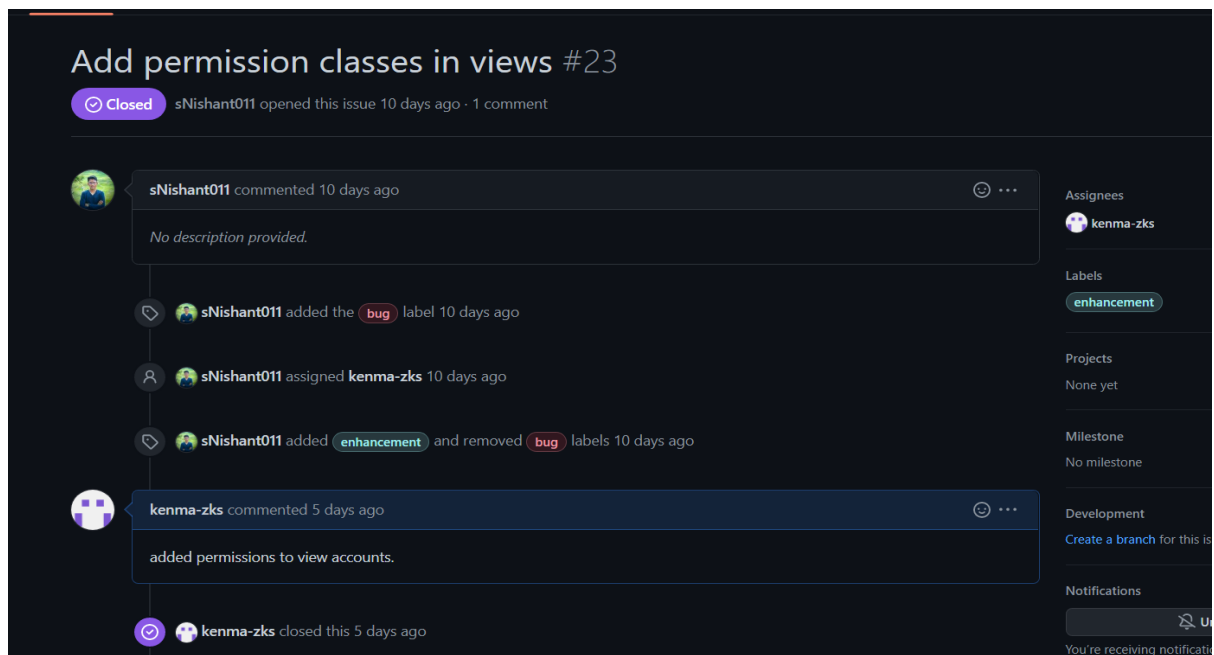 Add permission classes in views #23
Closed sNishant011 opened this issue 10 days ago · 1 comment
sNishant011 commented 10 days ago
No description provided.
sNishant011 added the bug label 10 days ago
sNishant011 assigned kenma-zks 10 days ago
sNishant011 added enhancement and removed bug labels 10 days ago
kenma-zks commented 5 days ago
added permissions to view accounts.
kenma-zks closed this 5 days ago
Assignees
kenma-zks
Labels
enhancement
Projects
None yet
Milestone
No milestone
Development
Create a branch for this
Notifications
You're receiving